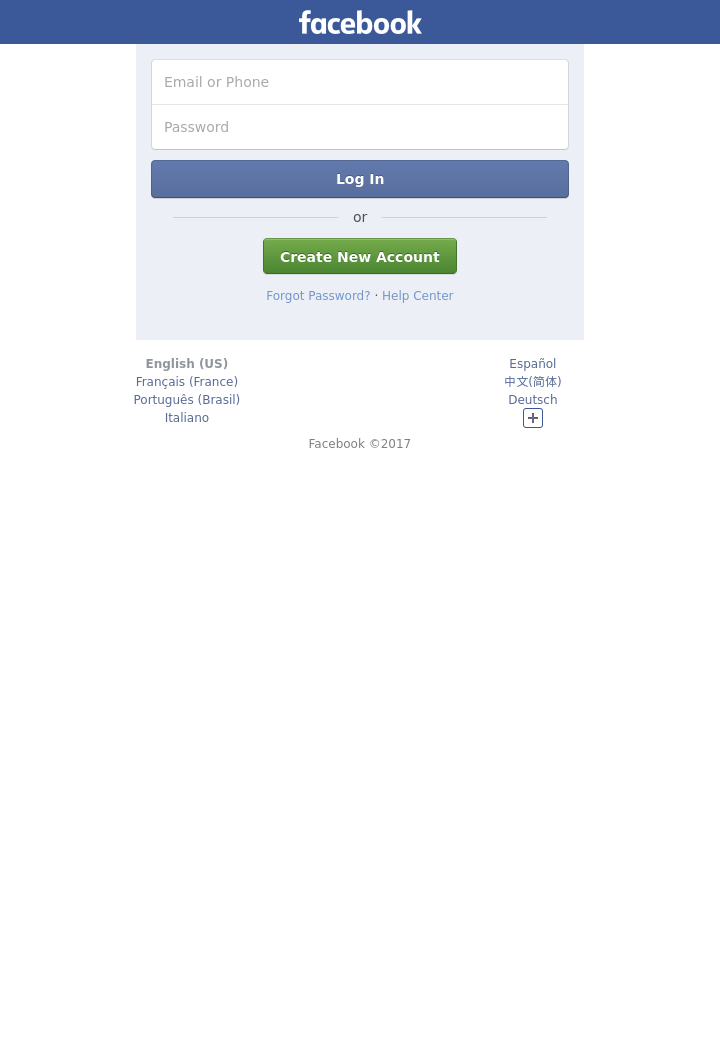 facebook
Email or Phone
Password
Log In
or
Create New Account
Forgot Password? · Help Center
English (US)
Français (France)
Português (Brasil)
Italiano
Español
中文(简体)
Deutsch
Facebook ©2017